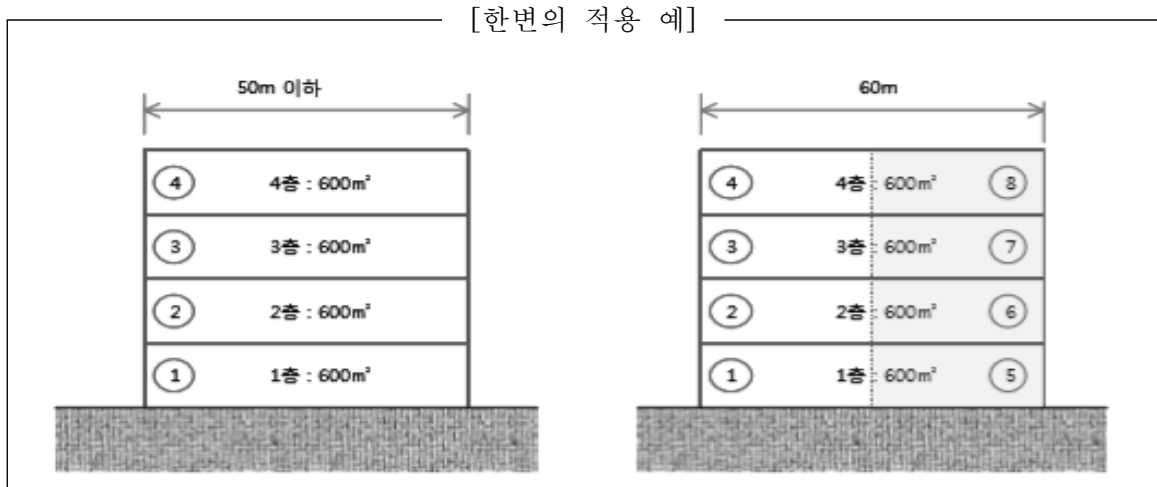 [한변의 적용 예]
50m 이하
④ 4층 : 600㎡
③ 3층 : 600㎡
② 2층 : 600㎡
① 1층 : 600㎡
60m
④ 4층 : 600㎡ ⑧
③ 3층 : 600㎡ ⑦
② 2층 : 600㎡ ⑥
① 1층 : 600㎡ ⑤